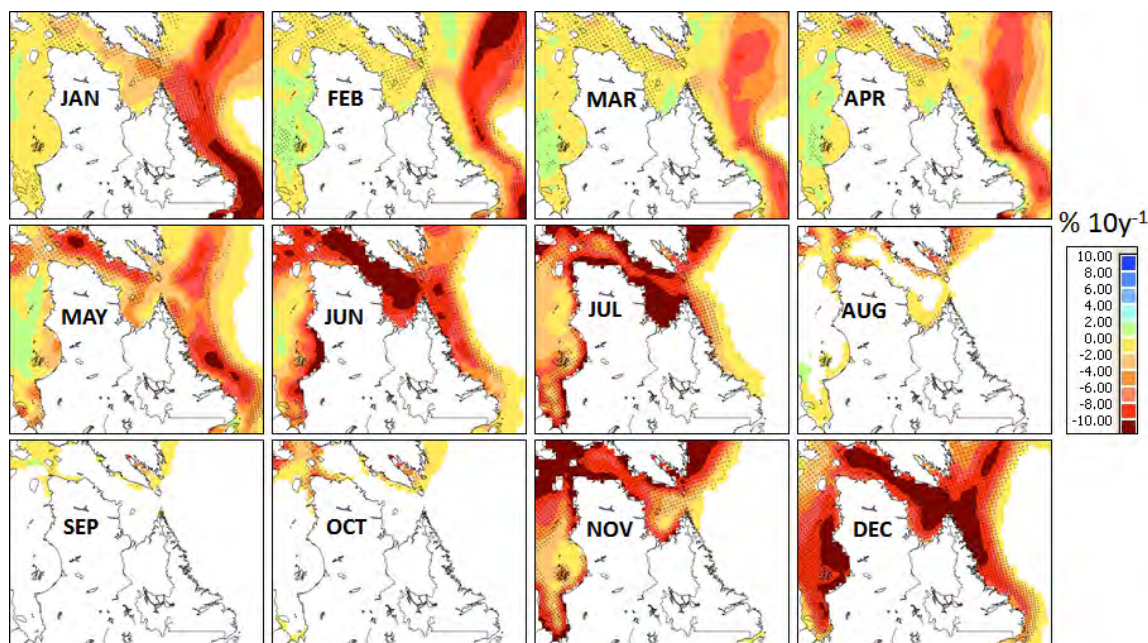 JAN
FEB
MAR
APR
% 10y⁻¹
10.00
8.00
6.00
4.00
2.00
0.00
-2.00
-4.00
-6.00
-8.00
-10.00
MAY
JUN
JUL
AUG
SEP
OCT
NOV
DEC